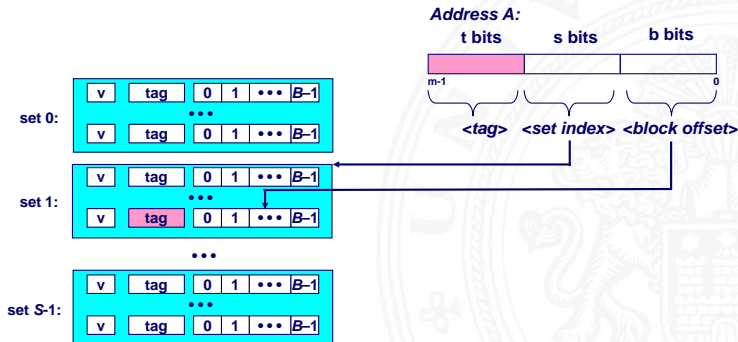 Address A:
t bits s bits b bits
m-1 0
<tag> <set index> <block offset>
v tag 0 1 ••• B–1
•••
set 0:
v tag 0 1 ••• B–1
v tag 0 1 ••• B–1
•••
set 1:
v tag 0 1 ••• B–1
•••
v tag 0 1 ••• B–1
•••
set S-1:
v tag 0 1 ••• B–1